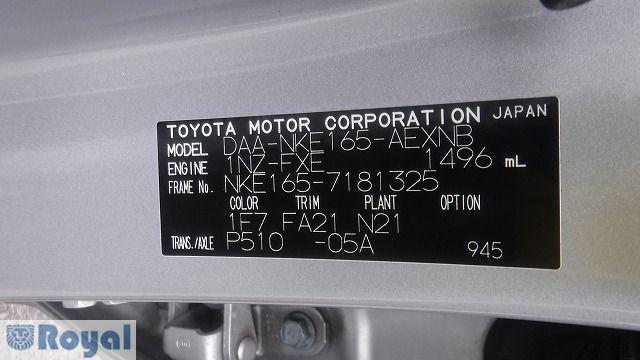 TOYOTA MOTOR CORPORATION JAPAN
MODEL DAA-NKE165-AEXNB
ENGINE 1NZ-FXE 1496 mL
FRAME No. NKE165-7181325
COLOR TRIM PLANT OPTION
1F7 FA21 N21
TRANS./AXLE P510 -05A 945
Royal